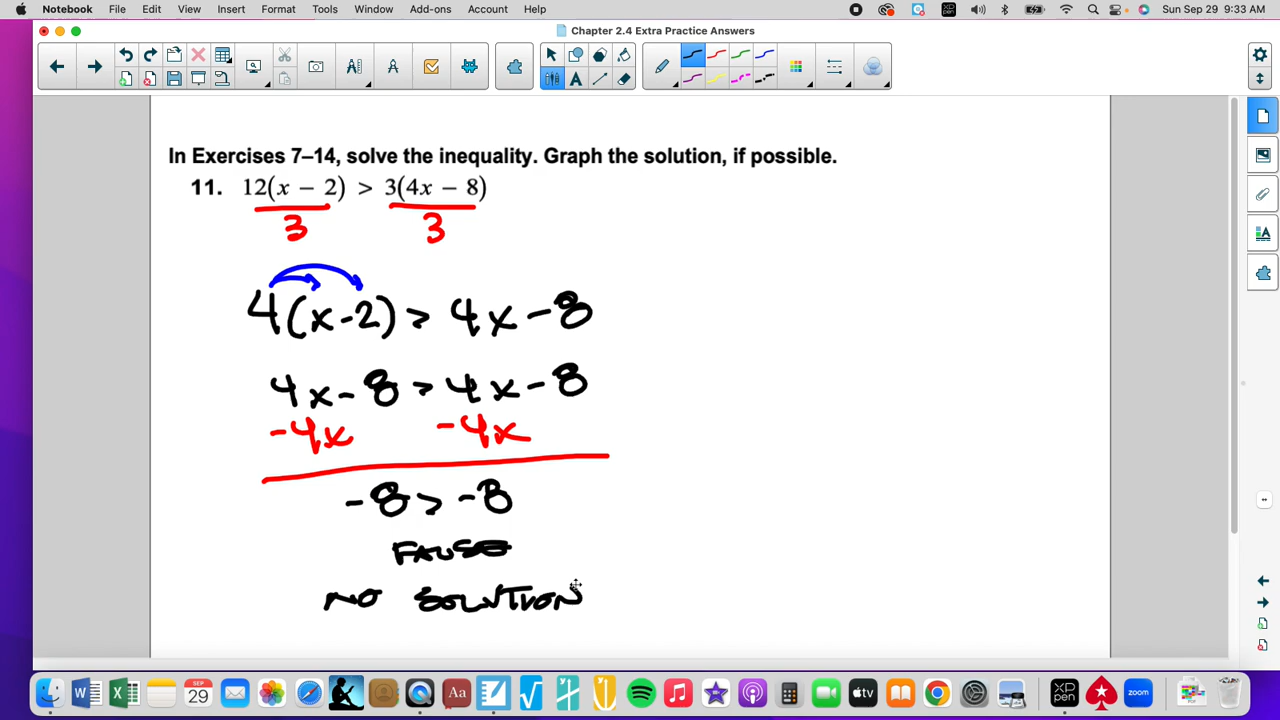 Notebook File Edit View Insert Format Tools Window Add-ons Account Help
Sun Sep 29 9:33 AM
Chapter 2.4 Extra Practice Answers
In Exercises 7–14, solve the inequality. Graph the solution, if possible.
11. 12(x − 2) > 3(4x − 8)
3 3
4(x-2) > 4x-8
4x-8 > 4x-8
-4x -4x
-8 > -8
FALSE
NO SOLUTION
SEP
29
zoom